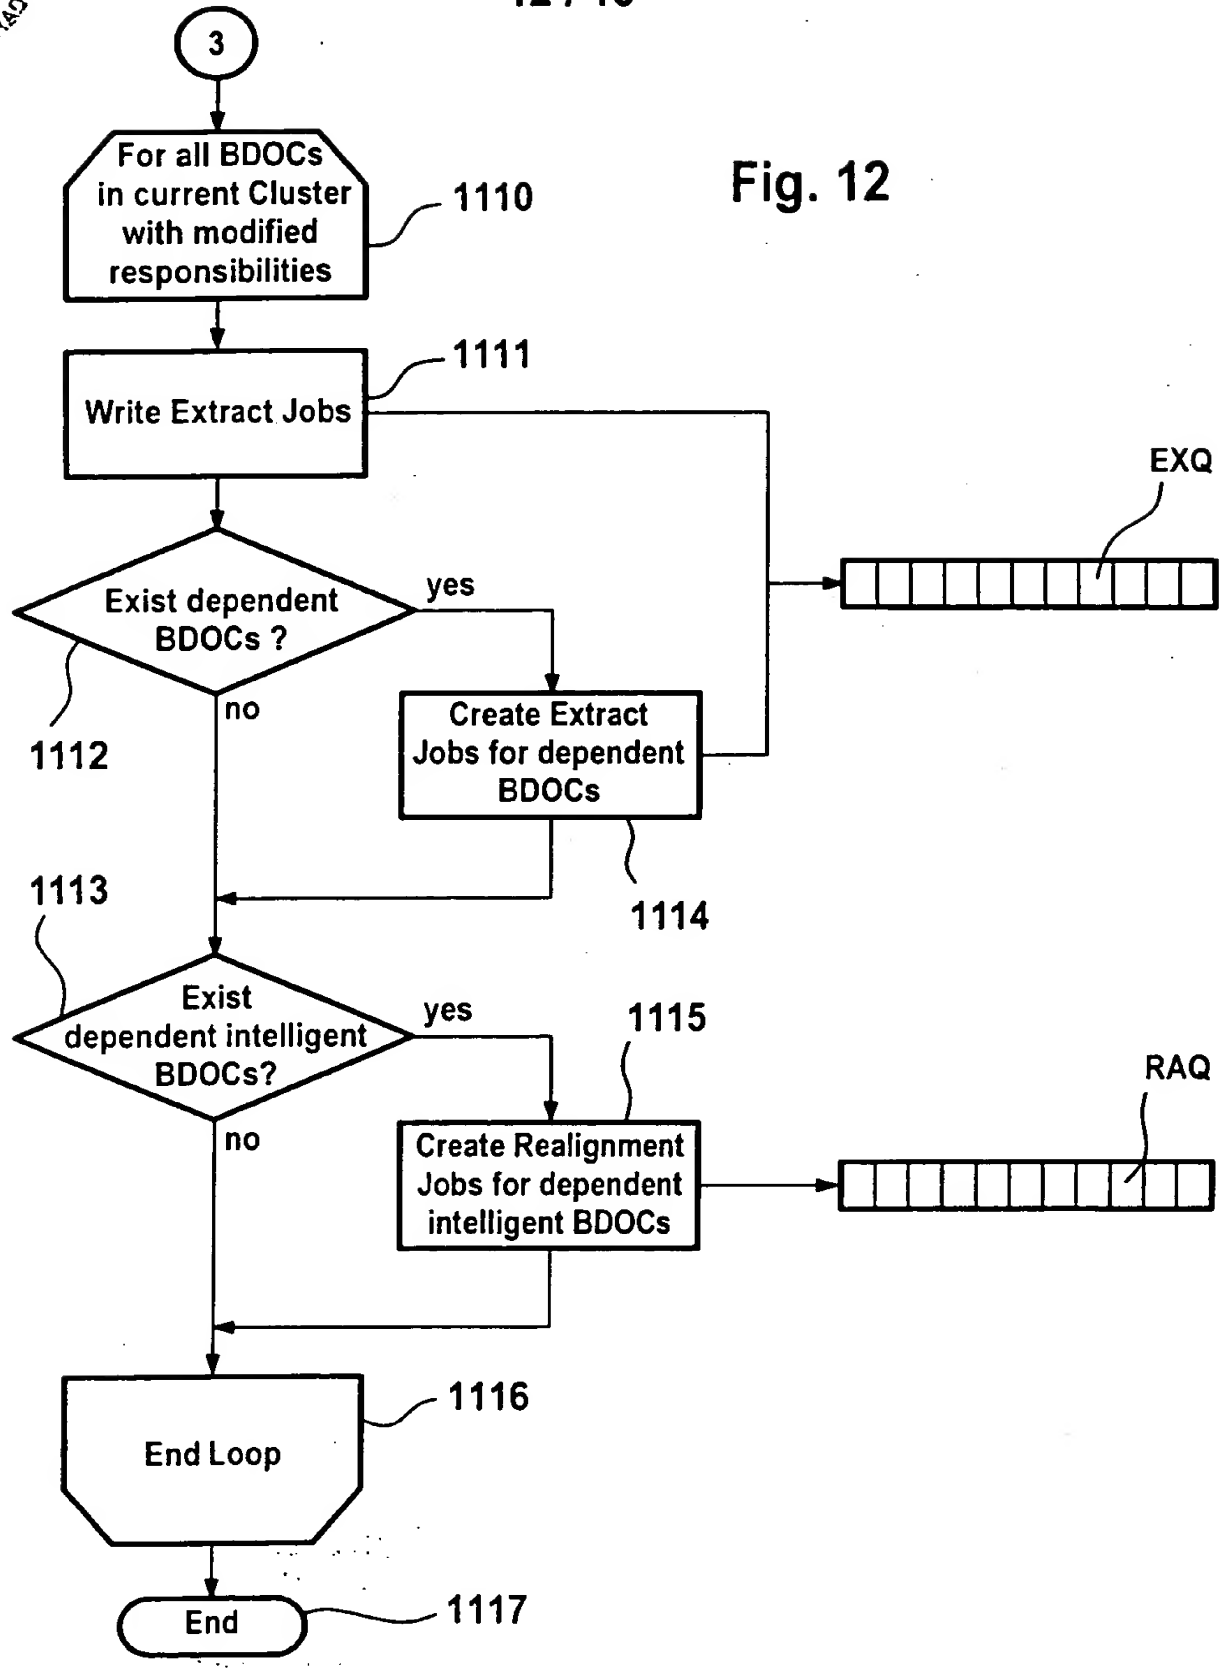 3
For all BDOCs
in current Cluster
with modified
responsibilities
1110
Fig. 12
Write Extract Jobs
1111
EXQ
Exist dependent
BDOCs ?
yes
no
1112
Create Extract
Jobs for dependent
BDOCs
1114
1113
Exist
dependent intelligent
BDOCs?
yes
no
1115
Create Realignment
Jobs for dependent
intelligent BDOCs
RAQ
End Loop
1116
End
1117